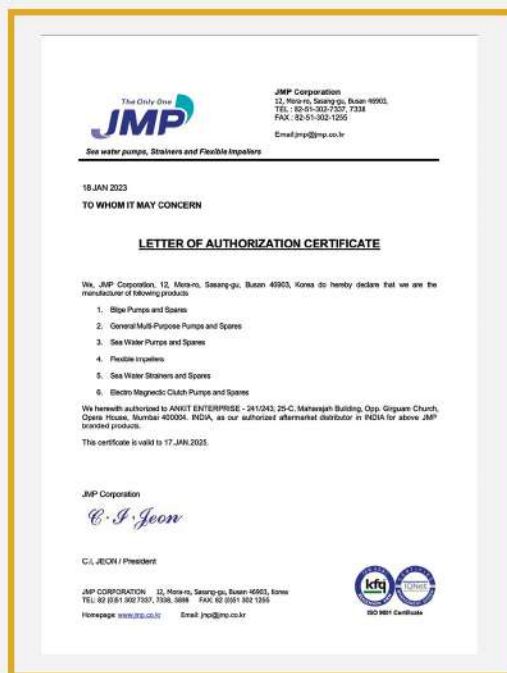 The Only One
JMP
Sea water pumps, Strainers and Flexible Impellers
JMP Corporation
12, Mora-ro, Sasang-gu, Busan 46903,
TEL : 82-51-302-7337, 7338
FAX : 82-51-302-1255
Email:jmp@jmp.co.kr
18 JAN 2023
TO WHOM IT MAY CONCERN
LETTER OF AUTHORIZATION CERTIFICATE
We, JMP Corporation, 12, Mora-ro, Sasang-gu, Busan 46903, Korea do hereby declare that we are the
manufacturer of following products
1. Bilge Pumps and Spares
2. General Multi-Purpose Pumps and Spares
3. Sea Water Pumps and Spares
4. Flexible Impellers
5. Sea Water Strainers and Spares
6. Electro Magnectic Clutch Pumps and Spares
We herewith authorized to ANKIT ENTERPRISE - 241/243, 25-C, Maharajah Building, Opp. Girguam Church,
Opera House, Mumbai 400004. INDIA, as our authorized aftermarket distributor in INDIA for above JMP
branded products.
This certificate is valid to 17.JAN.2025.
JMP Corporation
C.I.Jeon
C.I. JEON / President
JMP CORPORATION 12, Mora-ro, Sasang-gu, Busan 46903, Korea
TEL: 82 (0)51 302 7337, 7338, 3898 FAX: 82 (0)51 302 1255
Homepage: www.jmp.co.kr Email: jmp@jmp.co.kr
kfq
IQNet
ISO 9001 Certificate